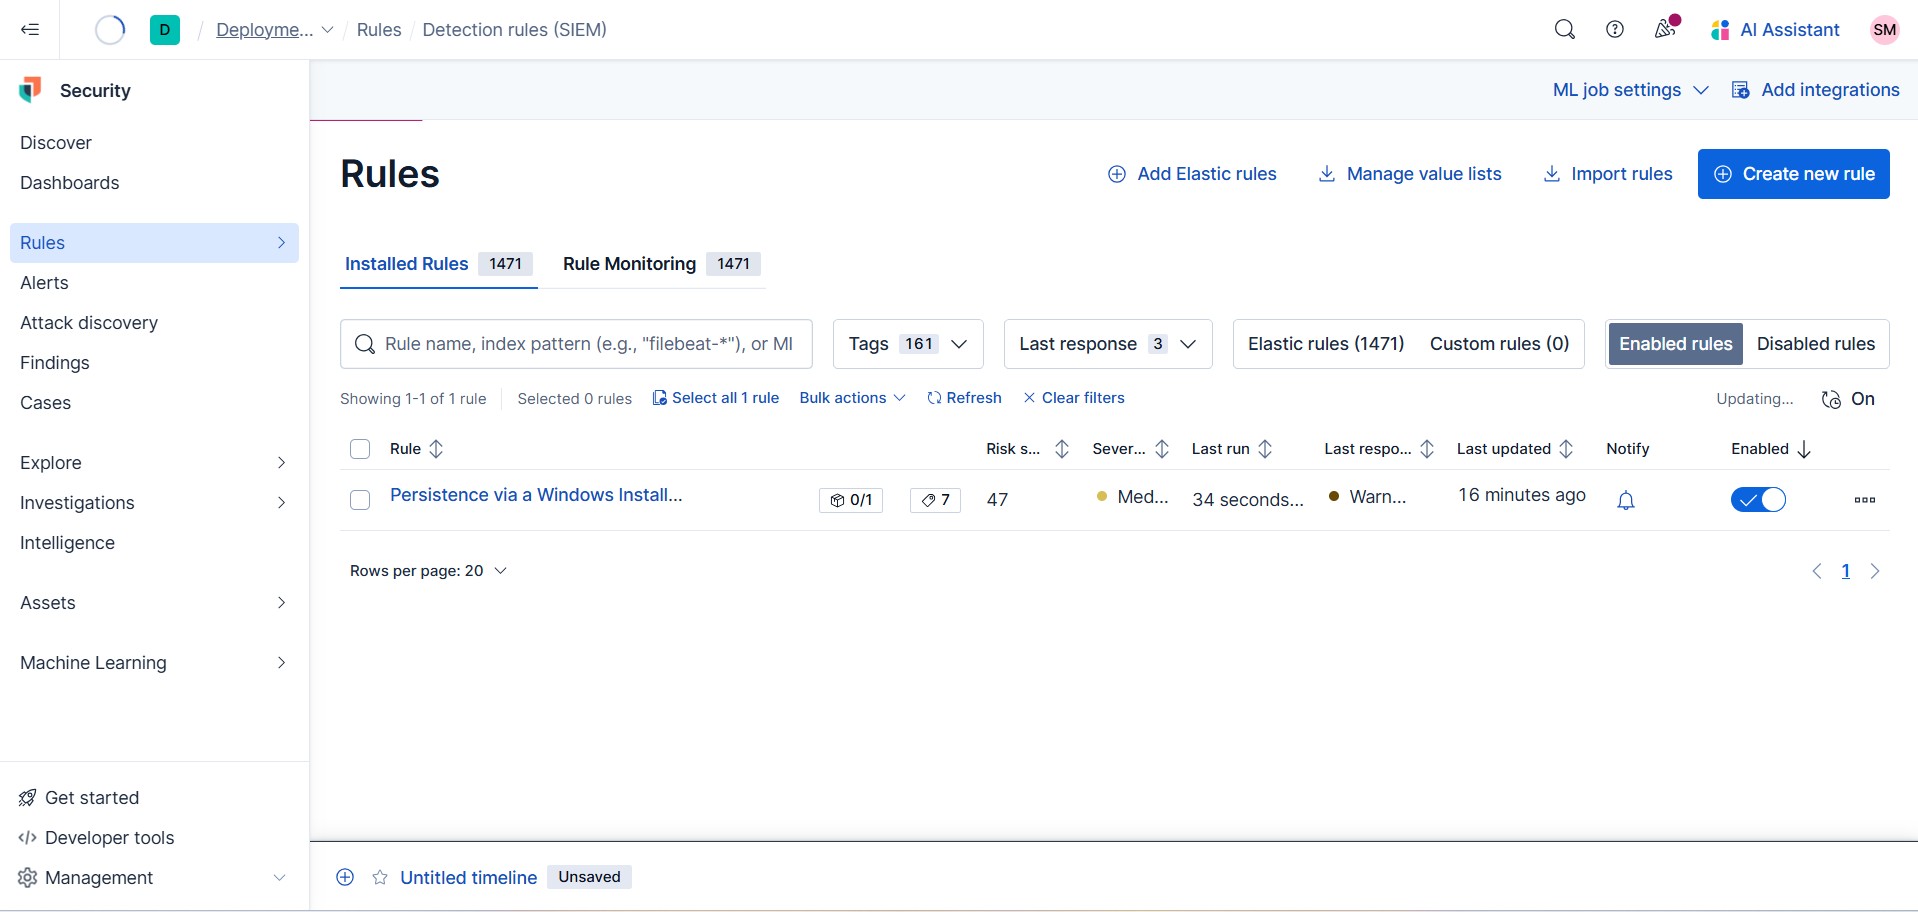 D / Deployme... / Rules / Detection rules (SIEM)
AI Assistant
SM
Security
ML job settings
Add integrations
Discover
Dashboards
Rules
Alerts
Attack discovery
Findings
Cases
Explore
Investigations
Intelligence
Assets
Machine Learning
Get started
Developer tools
Management
Rules
Add Elastic rules
Manage value lists
Import rules
Create new rule
Installed Rules 1471
Rule Monitoring 1471
Rule name, index pattern (e.g., "filebeat-*"), or MI
Tags 161
Last response 3
Elastic rules (1471)
Custom rules (0)
Enabled rules
Disabled rules
Showing 1-1 of 1 rule
Selected 0 rules
Select all 1 rule
Bulk actions
Refresh
Clear filters
Updating...
On
Rule
Risk s...
Sever...
Last run
Last respo...
Last updated
Notify
Enabled
Persistence via a Windows Install...
0/1
7
47
Med...
34 seconds...
Warn...
16 minutes ago
Rows per page: 20
1
Untitled timeline
Unsaved